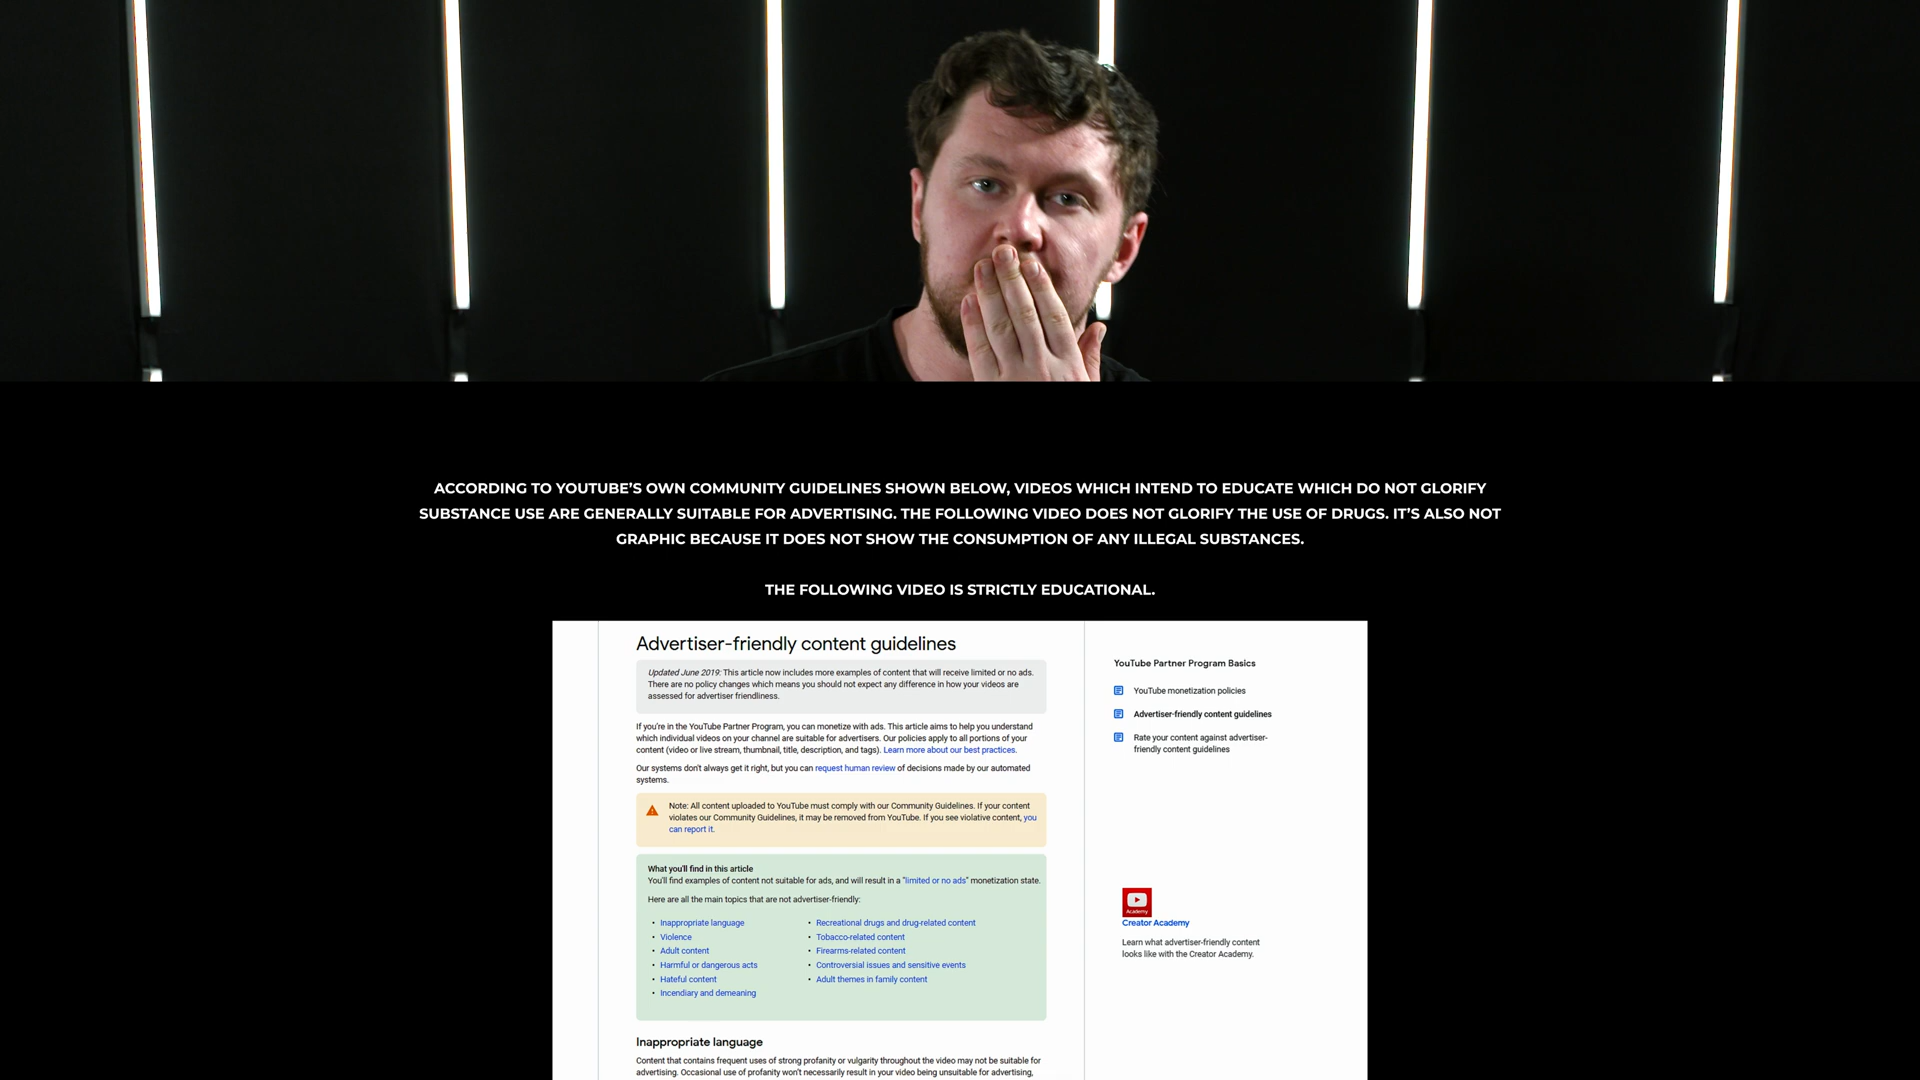 ACCORDING TO YOUTUBE’S OWN COMMUNITY GUIDELINES SHOWN BELOW, VIDEOS WHICH INTEND TO EDUCATE WHICH DO NOT GLORIFY
SUBSTANCE USE ARE GENERALLY SUITABLE FOR ADVERTISING. THE FOLLOWING VIDEO DOES NOT GLORIFY THE USE OF DRUGS. IT’S ALSO NOT
GRAPHIC BECAUSE IT DOES NOT SHOW THE CONSUMPTION OF ANY ILLEGAL SUBSTANCES.
THE FOLLOWING VIDEO IS STRICTLY EDUCATIONAL.
Advertiser-friendly content guidelines
Updated June 2019: This article now includes more examples of content that will receive limited or no ads.
There are no policy changes which means you should not expect any difference in how your videos are
assessed for advertiser friendliness.
If you're in the YouTube Partner Program, you can monetize with ads. This article aims to help you understand
which individual videos on your channel are suitable for advertisers. Our policies apply to all portions of your
content (video or live stream, thumbnail, title, description, and tags). Learn more about our best practices.
Our systems don't always get it right, but you can request human review of decisions made by our automated
systems.
Note: All content uploaded to YouTube must comply with our Community Guidelines. If your content
violates our Community Guidelines, it may be removed from YouTube. If you see violative content, you
can report it.
What you'll find in this article
You'll find examples of content not suitable for ads, and will result in a "limited or no ads" monetization state.
Here are all the main topics that are not advertiser-friendly:
• Inappropriate language
• Violence
• Adult content
• Harmful or dangerous acts
• Hateful content
• Incendiary and demeaning
• Recreational drugs and drug-related content
• Tobacco-related content
• Firearms-related content
• Controversial issues and sensitive events
• Adult themes in family content
Inappropriate language
Content that contains frequent uses of strong profanity or vulgarity throughout the video may not be suitable for
advertising. Occasional use of profanity won't necessarily result in your video being unsuitable for advertising,
YouTube Partner Program Basics
YouTube monetization policies
Advertiser-friendly content guidelines
Rate your content against advertiser-
friendly content guidelines
Academy
Creator Academy
Learn what advertiser-friendly content
looks like with the Creator Academy.